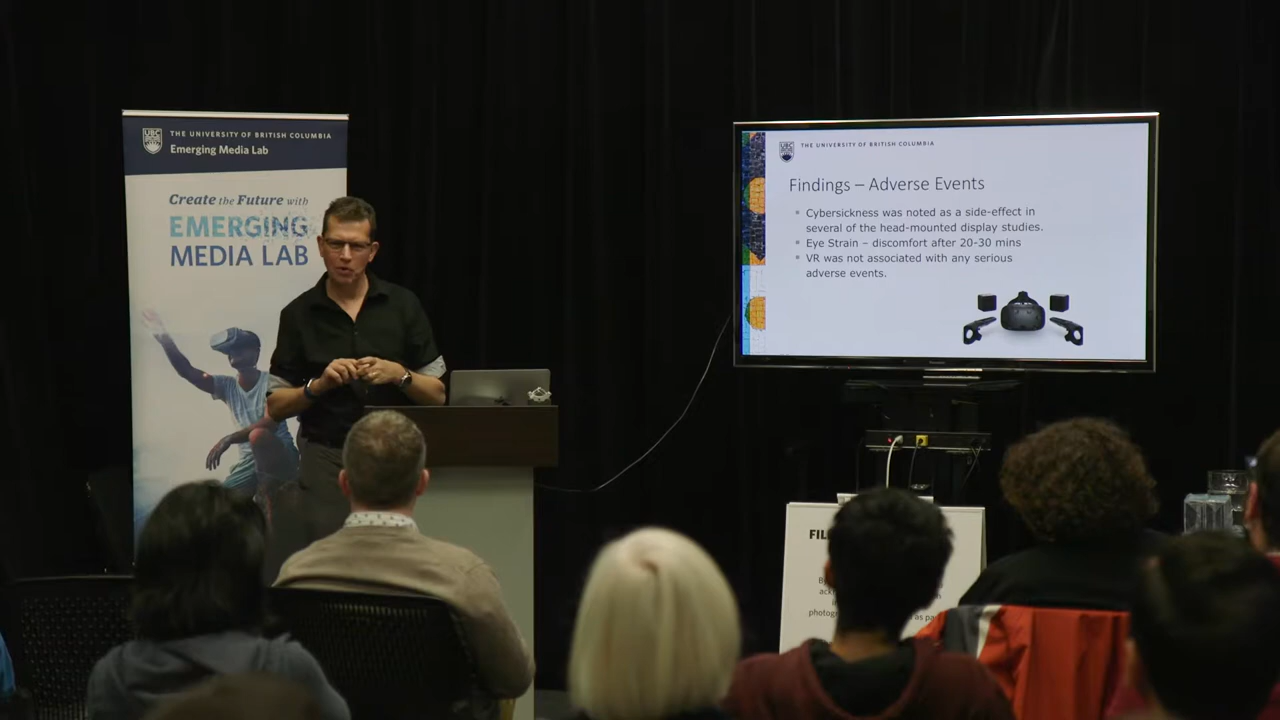 THE UNIVERSITY OF BRITISH COLUMBIA
Emerging Media Lab
Create the Future with
EMERGING
MEDIA LAB
UBC
THE UNIVERSITY OF BRITISH COLUMBIA
Findings – Adverse Events
Cybersickness was noted as a side-effect in
several of the head-mounted display studies.
Eye Strain – discomfort after 20-30 mins
VR was not associated with any serious
adverse events.